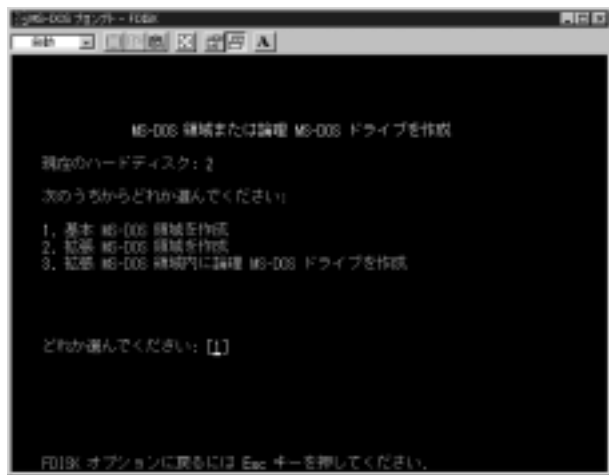 MS-DOS プロンプト - FDISK
自動
A
MS-DOS 領域または論理 MS-DOS ドライブを作成
現在のハードディスク: 2
次のうちからどれか選んでください:
1. 基本 MS-DOS 領域を作成
2. 拡張 MS-DOS 領域を作成
3. 拡張 MS-DOS 領域内に論理 MS-DOS ドライブを作成
どれか選んでください: [1]
FDISK オプションに戻るには Esc キーを押してください.